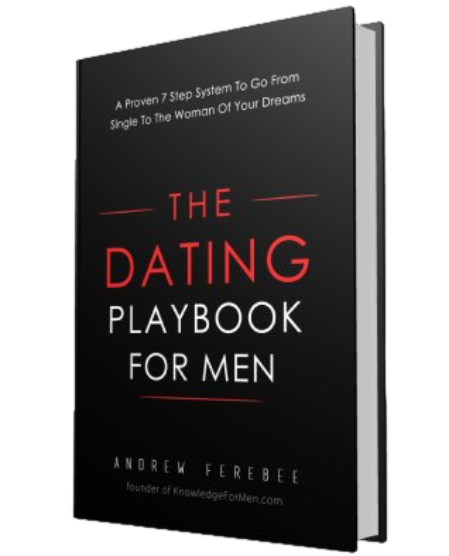 A Proven 7 Step System To Go From
Single To The Woman Of Your Dreams
THE
DATING
PLAYBOOK
FOR MEN
ANDREW FEREBEE
founder of KnowledgeForMen.com